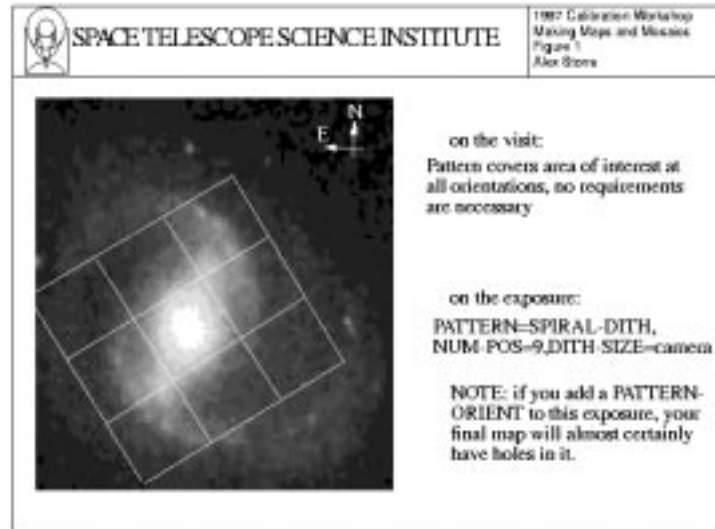 SPACE TELESCOPE SCIENCE INSTITUTE
1997 Calibration Workshop
Making Maps and Mosaics
Figure 1
Alex Storrs
N
E
on the visit:
Pattern covers area of interest at
all orientations, no requirements
are necessary
on the exposure:
PATTERN=SPIRAL-DITH,
NUM-POS=9,DITH-SIZE=camera
NOTE: if you add a PATTERN-
ORIENT to this exposure, your
final map will almost certainly
have holes in it.